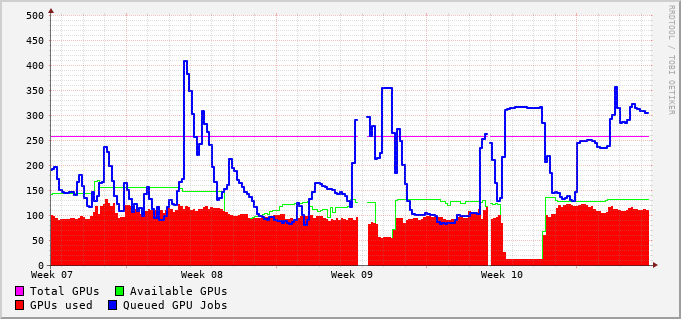 500
450
400
350
300
250
200
150
100
50
0
Week 07 Week 08 Week 09 Week 10
Total GPUs Available GPUs
GPUs used Queued GPU Jobs
RRDTOOL / TOBI OETIKER